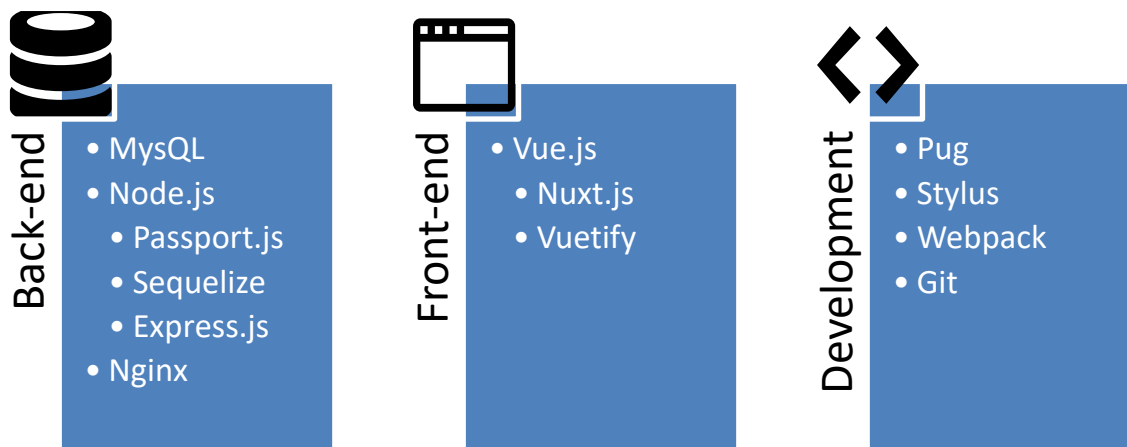 Back-end
• MysQL
• Node.js
• Passport.js
• Sequelize
• Express.js
• Nginx
Front-end
• Vue.js
• Nuxt.js
• Vuetify
Development
• Pug
• Stylus
• Webpack
• Git